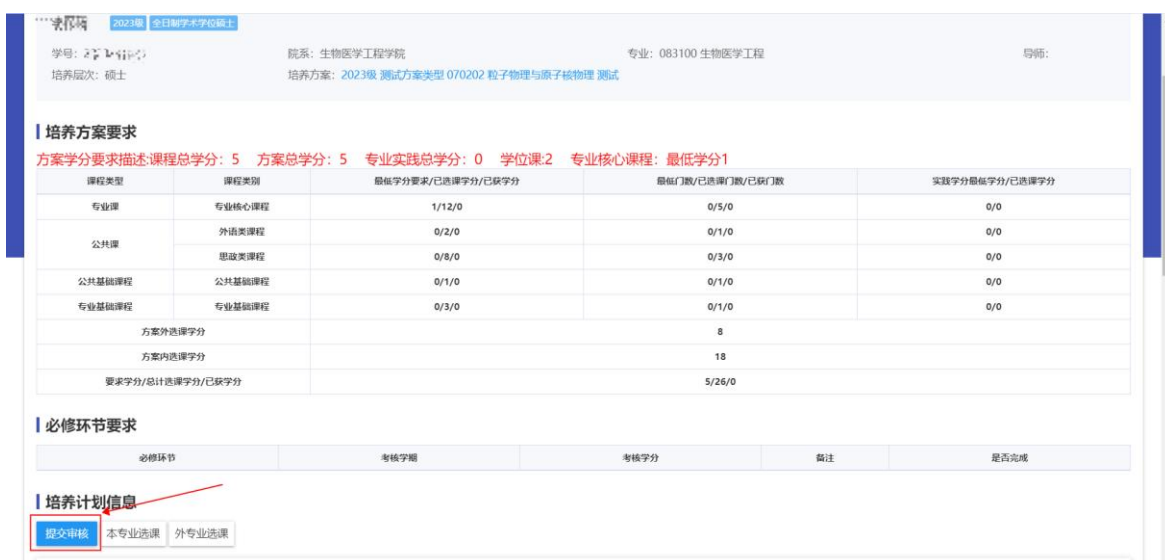 2023级 全日制学术学位硕士
学号: 院系: 生物医学工程学院 专业: 083100 生物医学工程 导师:
培养层次: 硕士 培养方案: 2023级 测试方案类型 070202 粒子物理与原子核物理 测试
培养方案要求
方案学分要求描述:课程总学分：5 方案总学分：5 专业实践总学分：0 学位课:2 专业核心课程：最低学分1
课程类型 课程类别 最低学分要求/已选课学分/已获学分 最低门数/已选课门数/已获门数 实践学分最低学分/已选课学分
专业课 专业核心课程 1/12/0 0/5/0 0/0
公共课 外语类课程 0/2/0 0/1/0 0/0
思政类课程 0/8/0 0/3/0 0/0
公共基础课程 公共基础课程 0/1/0 0/1/0 0/0
专业基础课程 专业基础课程 0/3/0 0/1/0 0/0
方案外选课学分 8
方案内选课学分 18
要求学分/总计选课学分/已获学分 5/26/0
必修环节要求
必修环节 考核学期 考核学分 备注 是否完成
培养计划信息
提交审核 本专业选课 外专业选课